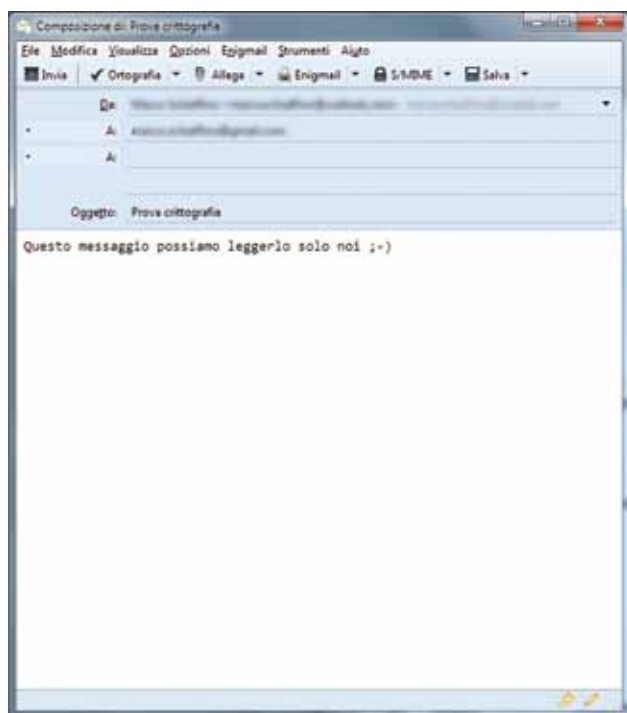 Composizione di: Prova crittografia
File Modifica Visualizza Opzioni Enigmail Strumenti Aiuto
Invia Ortografia Allega Enigmail S/MIME Salva
Da:
A:
A:
Oggetto: Prova crittografia
Questo messaggio possiamo leggerlo solo noi ;-)